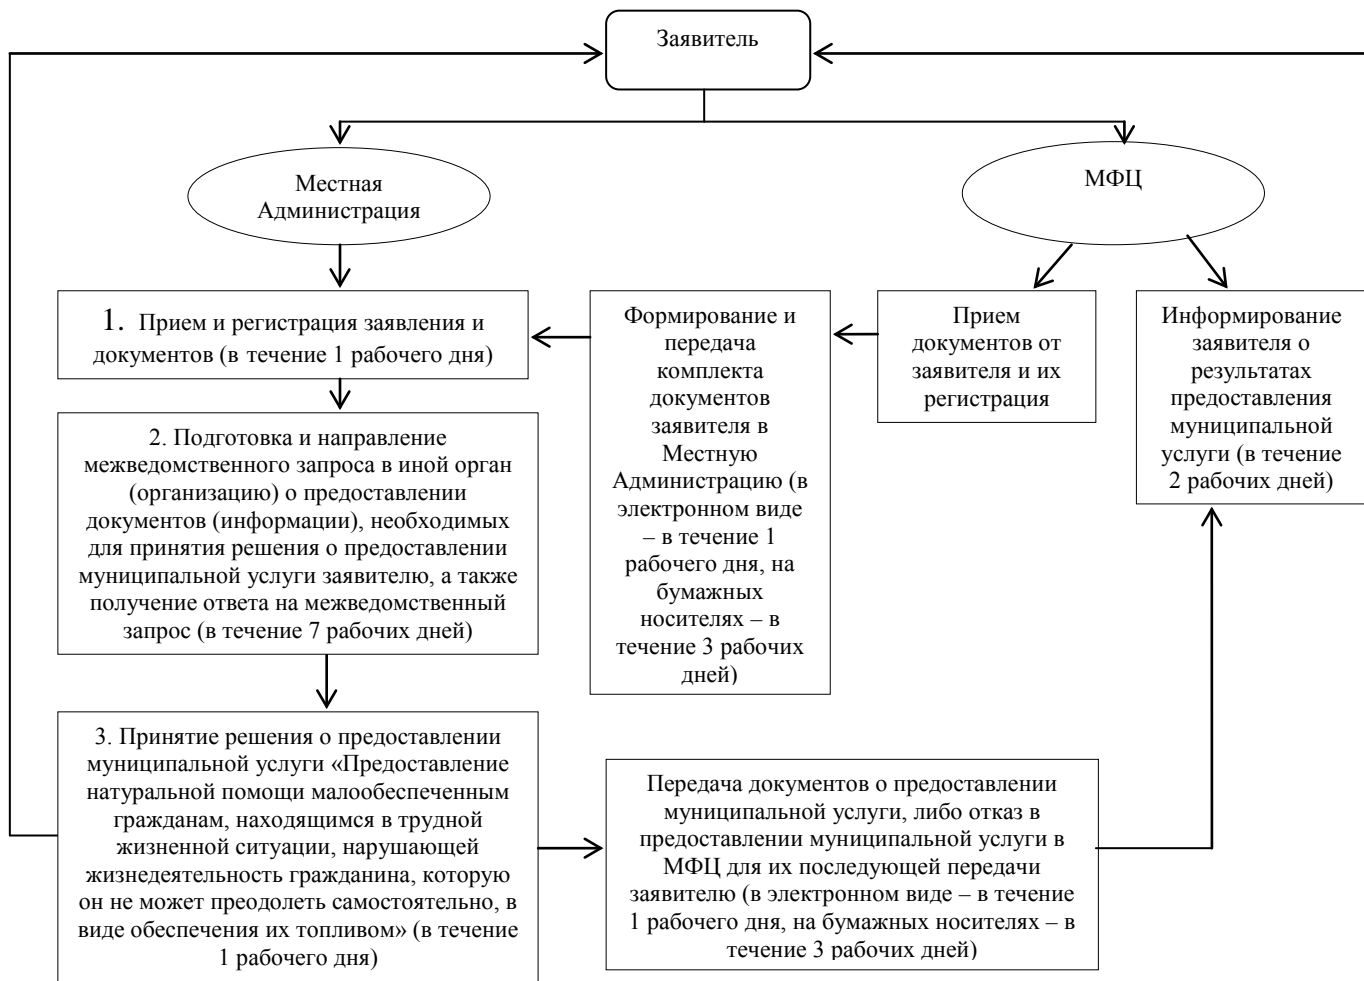 Заявитель
Местная
Администрация
МФЦ
1. Прием и регистрация заявления и
документов (в течение 1 рабочего дня)
Формирование и
передача
комплекта
документов
заявителя в
Местную
Администрацию (в
электронном виде
– в течение 1
рабочего дня, на
бумажных
носителях – в
течение 3 рабочих
дней)
Прием
документов от
заявителя и их
регистрация
Информирование
заявителя о
результатах
предоставления
муниципальной
услуги (в течение
2 рабочих дней)
2. Подготовка и направление
межведомственного запроса в иной орган
(организацию) о предоставлении
документов (информации), необходимых
для принятия решения о предоставлении
муниципальной услуги заявителю, а также
получение ответа на межведомственный
запрос (в течение 7 рабочих дней)
3. Принятие решения о предоставлении
муниципальной услуги «Предоставление
натуральной помощи малообеспеченным
гражданам, находящимся в трудной
жизненной ситуации, нарушающей
жизнедеятельность гражданина, которую
он не может преодолеть самостоятельно, в
виде обеспечения их топливом» (в течение
1 рабочего дня)
Передача документов о предоставлении
муниципальной услуги, либо отказ в
предоставлении муниципальной услуги в
МФЦ для их последующей передачи
заявителю (в электронном виде – в течение
1 рабочего дня, на бумажных носителях – в
течение 3 рабочих дней)